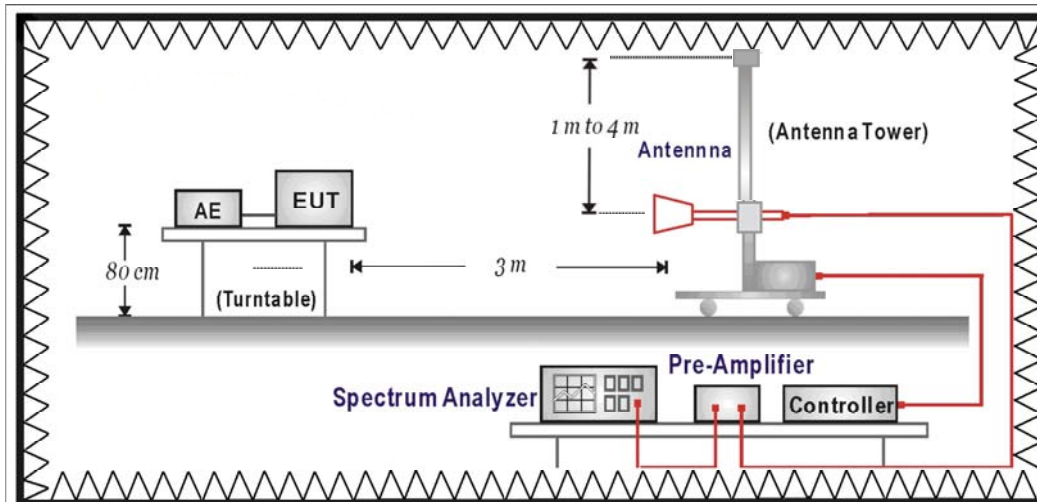 1 m to 4 m
(Antenna Tower)
Antennna
EUT
AE
80 cm
3 m
(Turntable)
Pre-Amplifier
Spectrum Analyzer
Controller